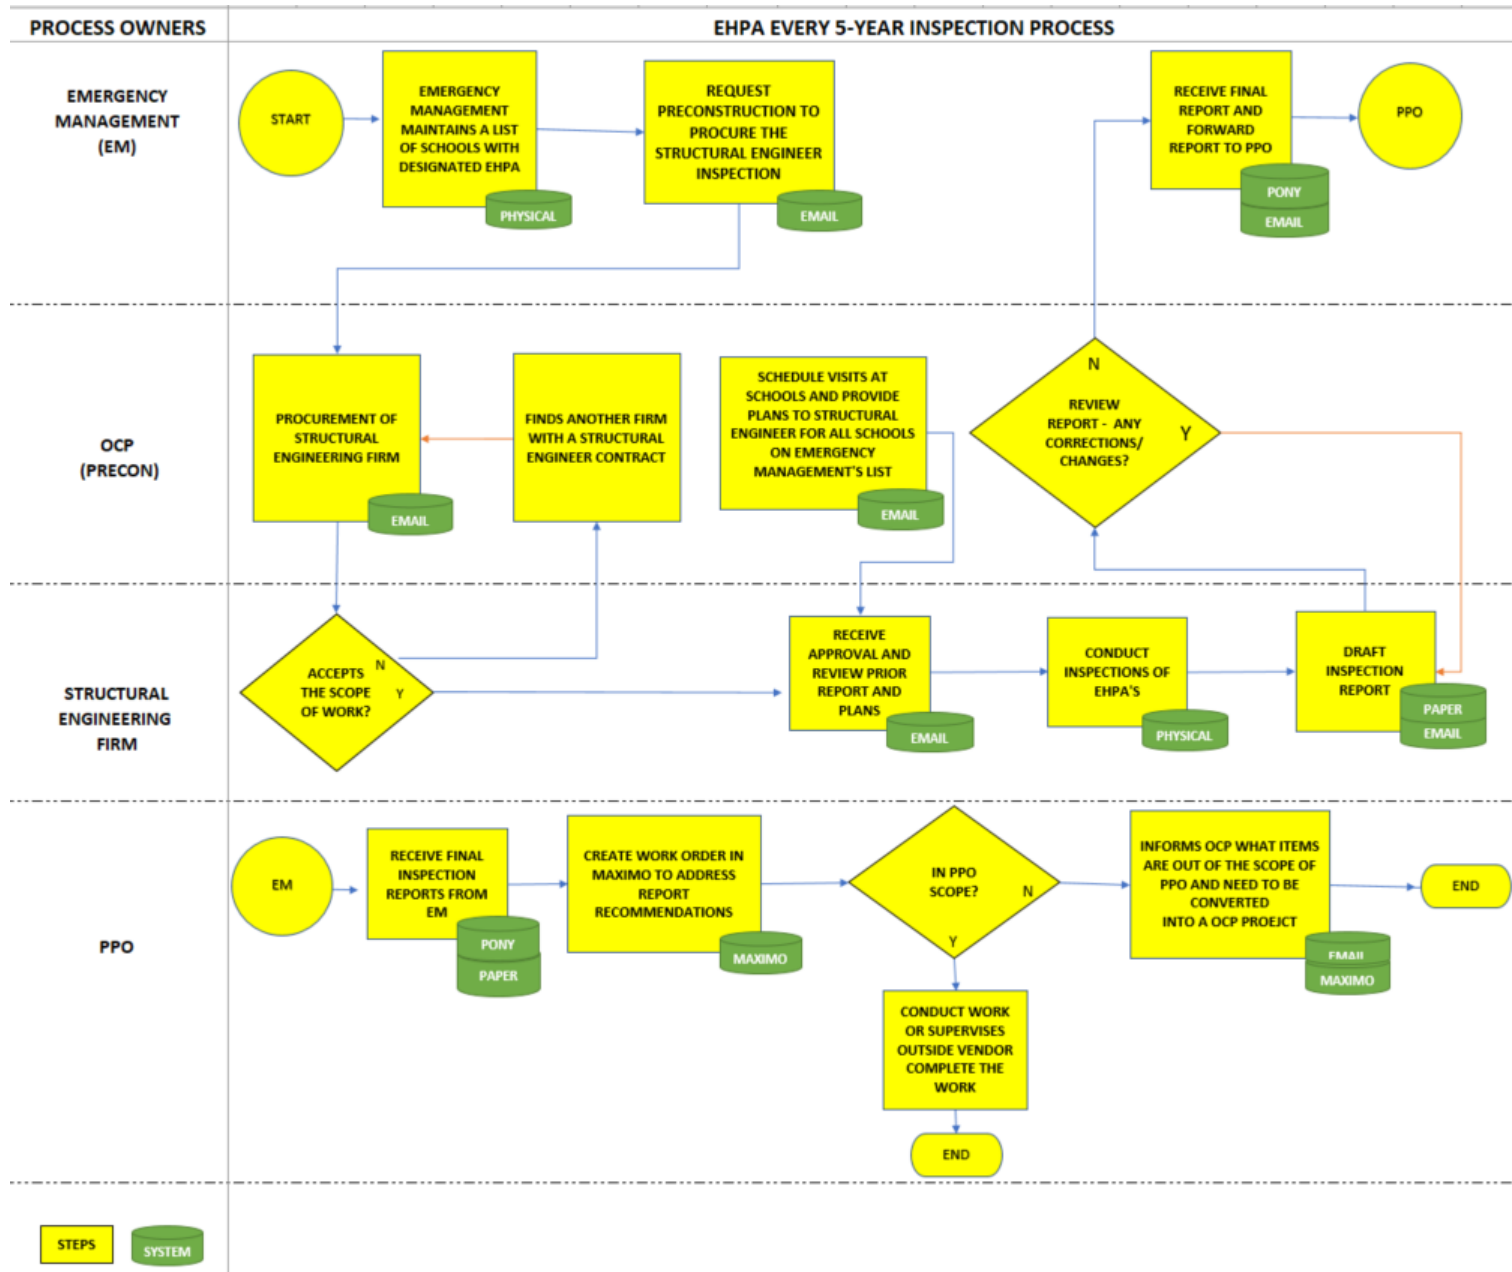 PROCESS OWNERS
EHPA EVERY 5-YEAR INSPECTION PROCESS
EMERGENCY
MANAGEMENT
(EM)
START
EMERGENCY
MANAGEMENT
MAINTAINS A LIST
OF SCHOOLS WITH
DESIGNATED EHPA
PHYSICAL
REQUEST
PRECONSTRUCTION TO
PROCURE THE
STRUCTURAL ENGINEER
INSPECTION
EMAIL
RECEIVE FINAL
REPORT AND
FORWARD
REPORT TO PPO
PONY
EMAIL
PPO
OCP
(PRECON)
PROCUREMENT OF
STRUCTURAL
ENGINEERING FIRM
EMAIL
FINDS ANOTHER FIRM
WITH A STRUCTURAL
ENGINEER CONTRACT
SCHEDULE VISITS AT
SCHOOLS AND PROVIDE
PLANS TO STRUCTURAL
ENGINEER FOR ALL SCHOOLS
ON EMERGENCY
MANAGEMENT'S LIST
EMAIL
N
REVIEW
REPORT - ANY
CORRECTIONS/
CHANGES?
Y
STRUCTURAL
ENGINEERING
FIRM
ACCEPTS
THE SCOPE
OF WORK?
N
Y
RECEIVE
APPROVAL AND
REVIEW PRIOR
REPORT AND
PLANS
EMAIL
CONDUCT
INSPECTIONS OF
EHPA'S
PHYSICAL
DRAFT
INSPECTION
REPORT
PAPER
EMAIL
PPO
EM
RECEIVE FINAL
INSPECTION
REPORTS FROM
EM
PONY
PAPER
CREATE WORK ORDER IN
MAXIMO TO ADDRESS
REPORT
RECOMMENDATIONS
MAXIMO
IN PPO
SCOPE?
N
Y
INFORMS OCP WHAT ITEMS
ARE OUT OF THE SCOPE OF
PPO AND NEED TO BE
CONVERTED
INTO A OCP PROEJCT
EMAIL
MAXIMO
END
CONDUCT WORK
OR SUPERVISES
OUTSIDE VENDOR
COMPLETE THE
WORK
END
STEPS
SYSTEM